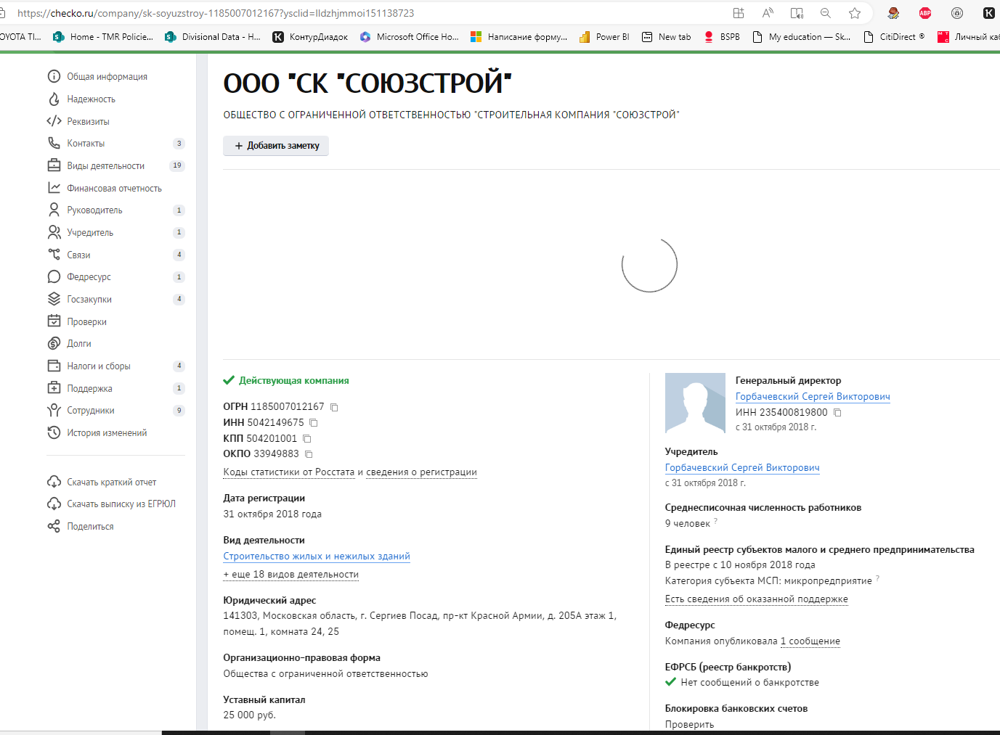 https://checko.ru/company/sk-soyuzstroy-1185007012167?ysclid=lldzhjmmoi151138723
OYOTA TI... Home - TMR Policie... Divisional Data - H... КонтурДиадок Microsoft Office Ho... Написание форму... Power BI New tab BSPB My education — Sk... CitiDirect ® Личный каб
Общая информация
Надежность
Реквизиты
Контакты 3
Виды деятельности 19
Финансовая отчетность
Руководитель 1
Учредитель 1
Связи 4
Федресурс 1
Госзакупки 4
Проверки
Долги
Налоги и сборы 4
Поддержка 1
Сотрудники 9
История изменений
Скачать краткий отчет
Скачать выписку из ЕГРЮЛ
Поделиться
ООО "СК "СОЮЗСТРОЙ"
ОБЩЕСТВО С ОГРАНИЧЕННОЙ ОТВЕТСТВЕННОСТЬЮ "СТРОИТЕЛЬНАЯ КОМПАНИЯ "СОЮЗСТРОЙ"
+ Добавить заметку
Действующая компания
ОГРН 1185007012167
ИНН 5042149675
КПП 504201001
ОКПО 33949883
Коды статистики от Росстата и сведения о регистрации
Дата регистрации
31 октября 2018 года
Вид деятельности
Строительство жилых и нежилых зданий
+ еще 18 видов деятельности
Юридический адрес
141303, Московская область, г. Сергиев Посад, пр-кт Красной Армии, д. 205А этаж 1,
помещ. 1, комната 24, 25
Организационно-правовая форма
Общества с ограниченной ответственностью
Уставный капитал
25 000 руб.
Генеральный директор
Горбачевский Сергей Викторович
ИНН 235400819800
с 31 октября 2018 г.
Учредитель
Горбачевский Сергей Викторович
с 31 октября 2018 г.
Среднесписочная численность работников
9 человек ?
Единый реестр субъектов малого и среднего предпринимательства
В реестре с 10 ноября 2018 года
Категория субъекта МСП: микропредприятие ?
Есть сведения об оказанной поддержке
Федресурс
Компания опубликовала 1 сообщение
ЕФРСБ (реестр банкротств)
Нет сообщений о банкротстве
Блокировка банковских счетов
Проверить